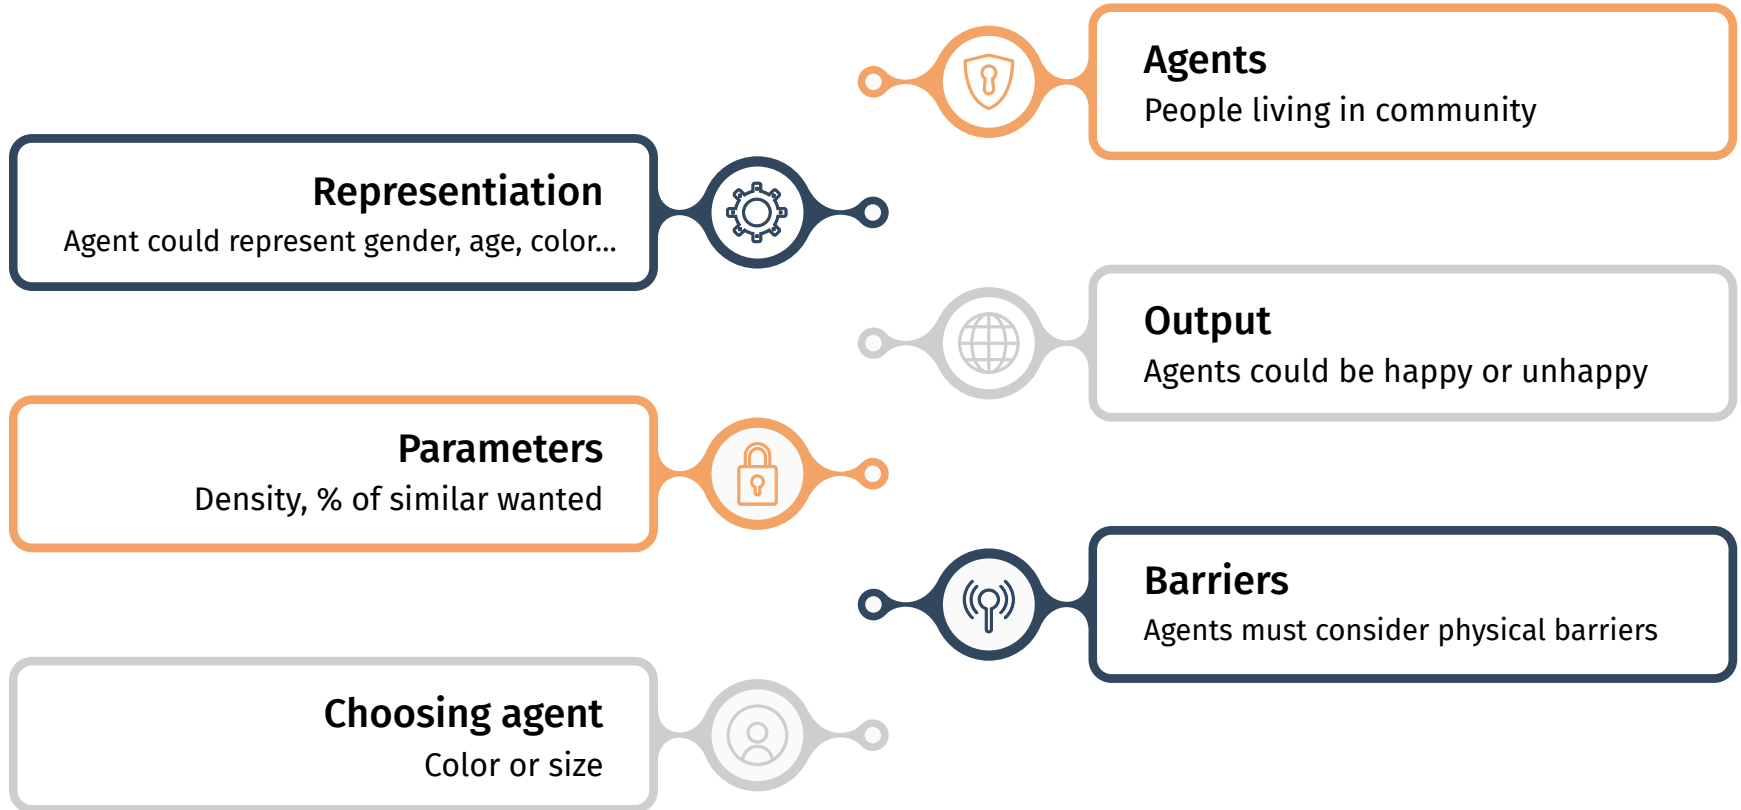 Agents
People living in community
Representiation
Agent could represent gender, age, color...
Output
Agents could be happy or unhappy
Parameters
Density, % of similar wanted
Barriers
Agents must consider physical barriers
Choosing agent
Color or size